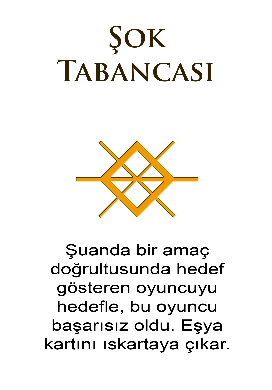 Şok
Tabancası
Şuanda bir amaç
doğrultusunda hedef
gösteren oyuncuyu
hedefle, bu oyuncu
başarısız oldu. Eşya
kartını ıskartaya çıkar.